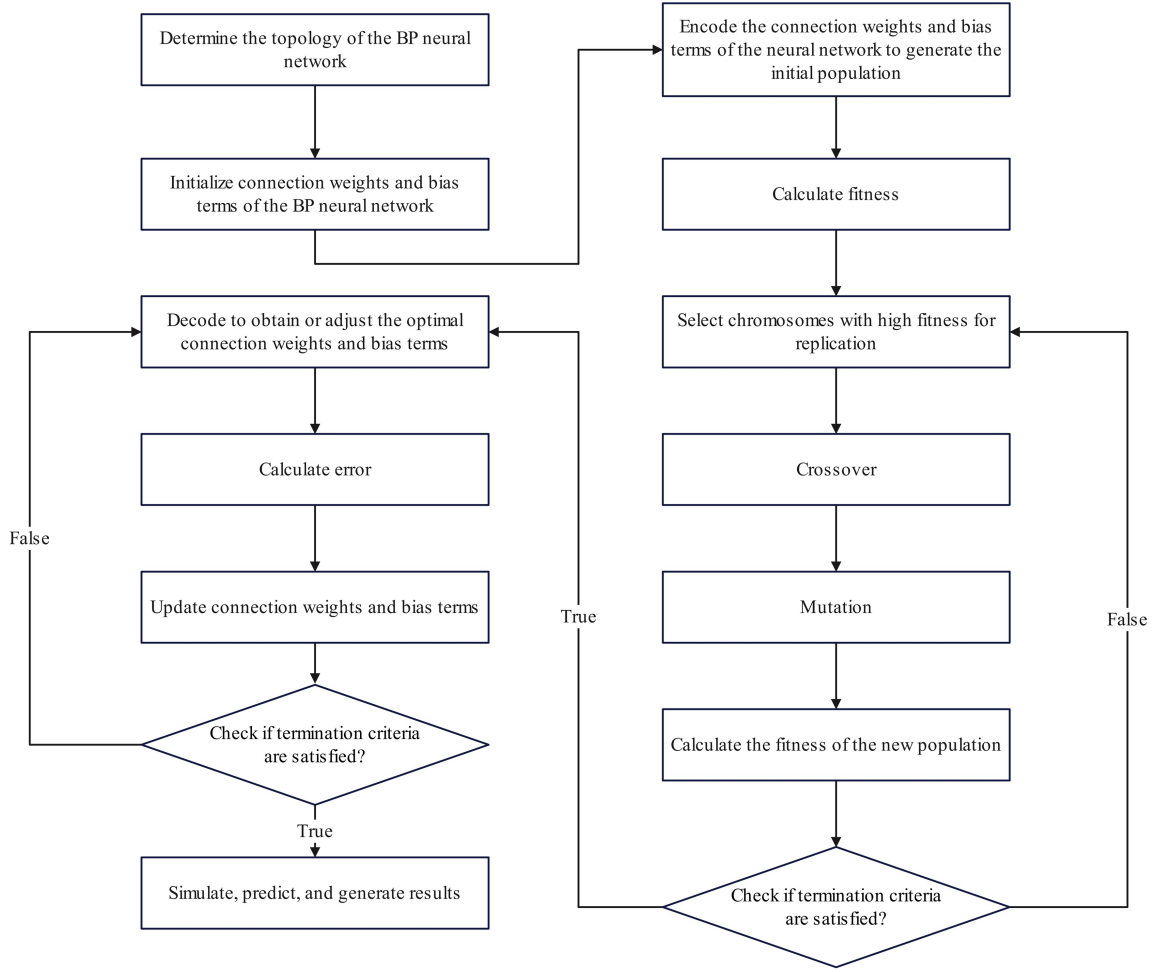 Determine the topology of the BP neural
network
Initialize connection weights and bias
terms of the BP neural network
Encode the connection weights and bias
terms of the neural network to generate the
initial population
Calculate fitness
Select chromosomes with high fitness for
replication
Crossover
Mutation
Calculate the fitness of the new population
Check if termination criteria
are satisfied?
False
True
Decode to obtain or adjust the optimal
connection weights and bias terms
Calculate error
Update connection weights and bias terms
Check if termination criteria
are satisfied?
False
True
Simulate, predict, and generate results